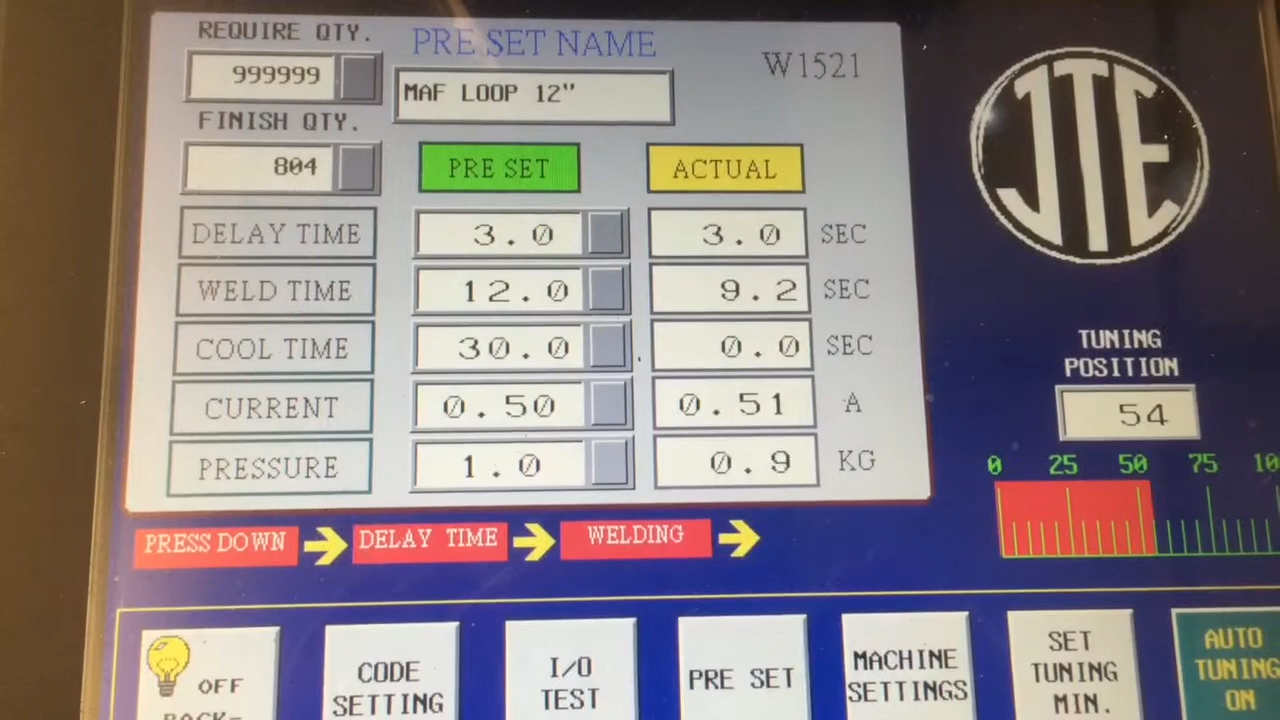 REQUIRE QTY.
PRE SET NAME
W1521
999999
MAF LOOP 12"
FINISH QTY.
804
PRE SET
ACTUAL
DELAY TIME 3.0 3.0 SEC
WELD TIME 12.0 9.2 SEC
COOL TIME 30.0 0.0 SEC
CURRENT 0.50 0.51 A
PRESSURE 1.0 0.9 KG
JTE
TUNING
POSITION
54
0 25 50 75 10
PRESS DOWN
DELAY TIME
WELDING
OFF
BACK-
CODE
SETTING
I/O
TEST
PRE SET
MACHINE
SETTINGS
SET
TUNING
MIN.
AUTO
TUNING
ON